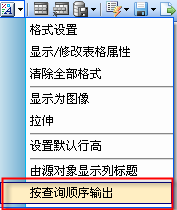 格式设置
显示/修改表格属性
清除全部格式
显示为图像
拉伸
设置默认行高
由源对象显示列标题
按查询顺序输出